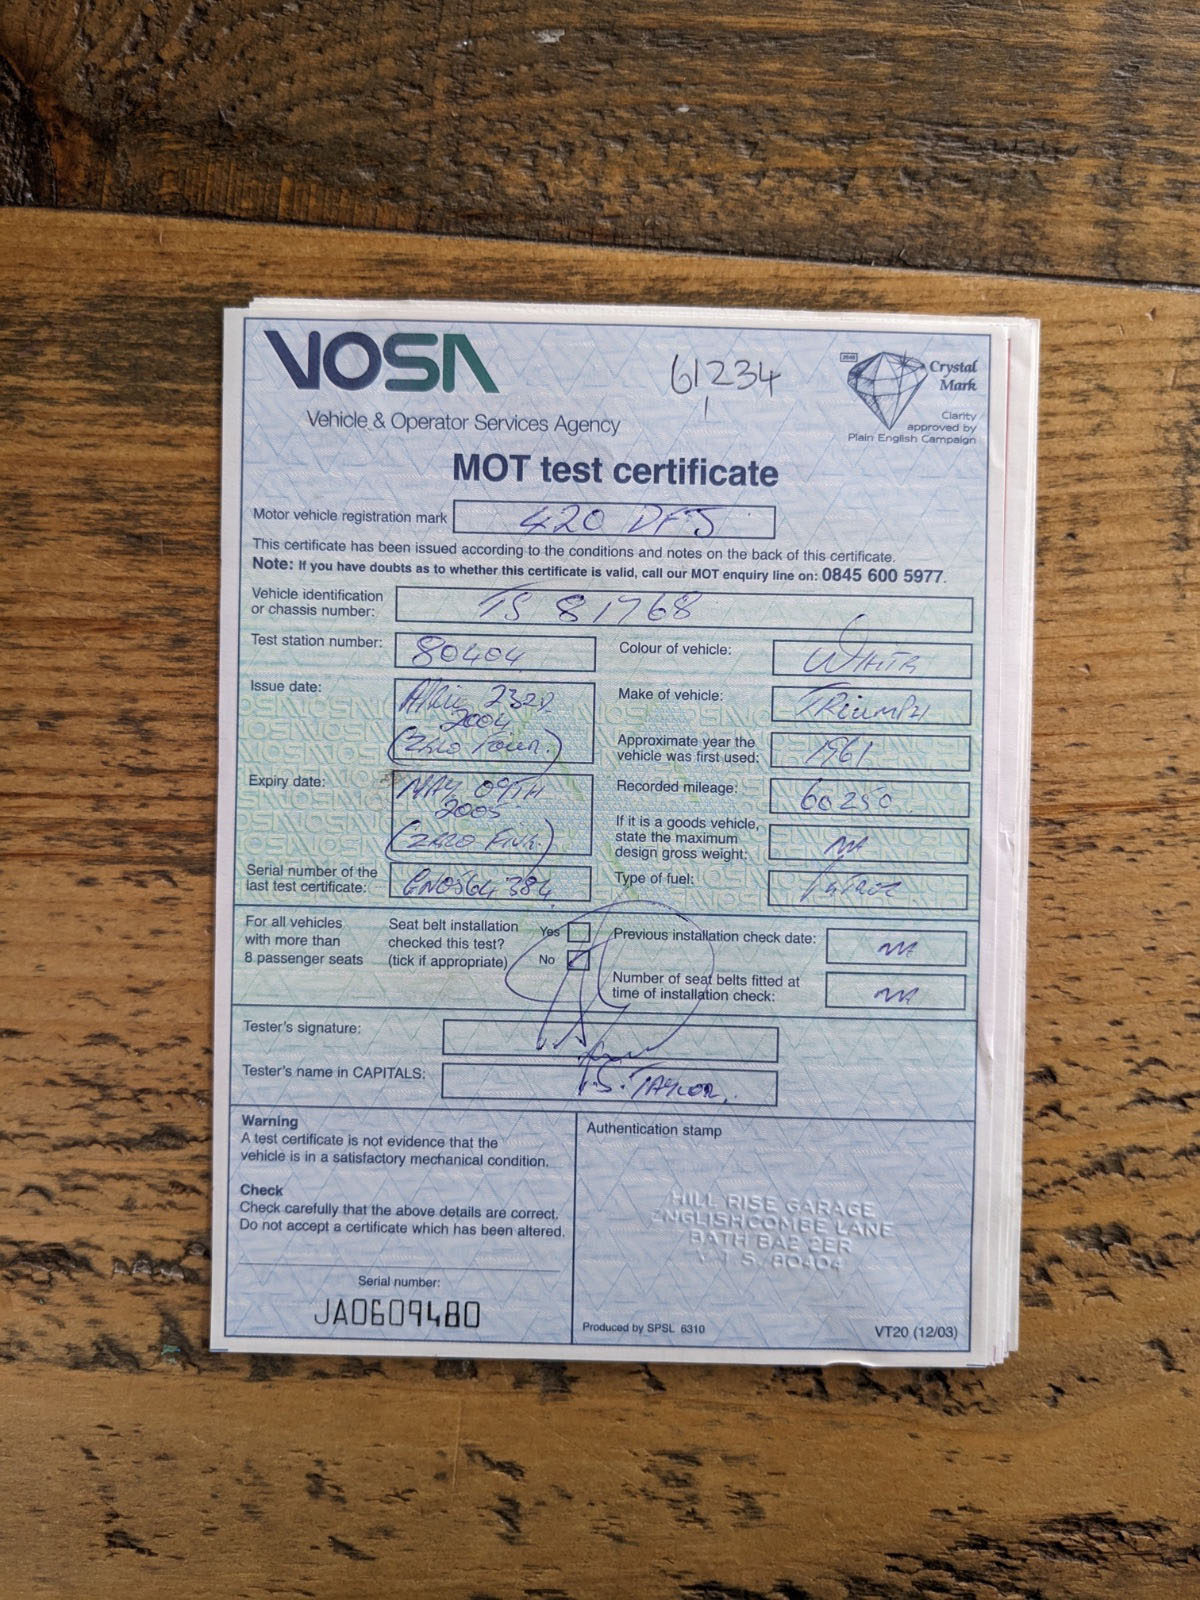 VOSA
61234
Crystal
Mark
Clarity
approved by
Plain English Campaign
Vehicle & Operator Services Agency
MOT test certificate
Motor vehicle registration mark 420 DFJ
This certificate has been issued according to the conditions and notes on the back of this certificate.
Note: If you have doubts as to whether this certificate is valid, call our MOT enquiry line on: 0845 600 5977.
Vehicle identification
or chassis number: TS 81768
Test station number: 80404
Colour of vehicle: WHITE
Issue date: APRIL 23RD
2004
(ZERO FOUR)
Make of vehicle: TRIUMPH
Approximate year the
vehicle was first used: 1961
Expiry date: MAY 09TH
2005
(ZERO FIVE)
Recorded mileage: 60250
If it is a goods vehicle,
state the maximum
design gross weight: NA
Serial number of the
last test certificate:
Type of fuel: PETROL
For all vehicles
with more than
8 passenger seats
Seat belt installation
checked this test?
(tick if appropriate)
Yes
No
Previous installation check date: NA
Number of seat belts fitted at
time of installation check: NA
Tester's signature:
Tester's name in CAPITALS: TAYLOR.
Warning
A test certificate is not evidence that the
vehicle is in a satisfactory mechanical condition.
Check
Check carefully that the above details are correct.
Do not accept a certificate which has been altered.
Serial number:
JA0609480
Authentication stamp
HILL RISE GARAGE
ENGLISHCOMBE LANE
BATH BA2 2ER
V.T.S. 80404
Produced by SPSL 6310
VT20 (12/03)